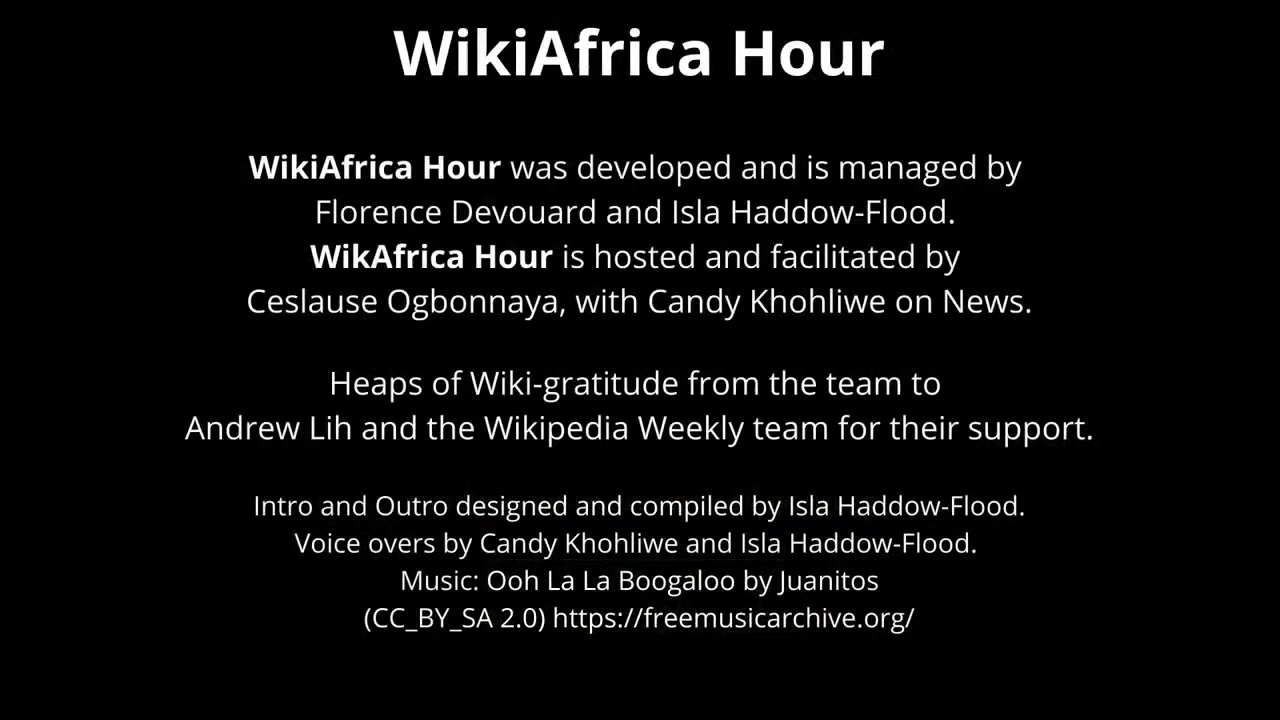 WikiAfrica Hour
WikiAfrica Hour was developed and is managed by
Florence Devouard and Isla Haddow-Flood.
WikAfrica Hour is hosted and facilitated by
Ceslause Ogbonnaya, with Candy Khohliwe on News.
Heaps of Wiki-gratitude from the team to
Andrew Lih and the Wikipedia Weekly team for their support.
Intro and Outro designed and compiled by Isla Haddow-Flood.
Voice overs by Candy Khohliwe and Isla Haddow-Flood.
Music: Ooh La La Boogaloo by Juanitos
(CC_BY_SA 2.0) https://freemusicarchive.org/